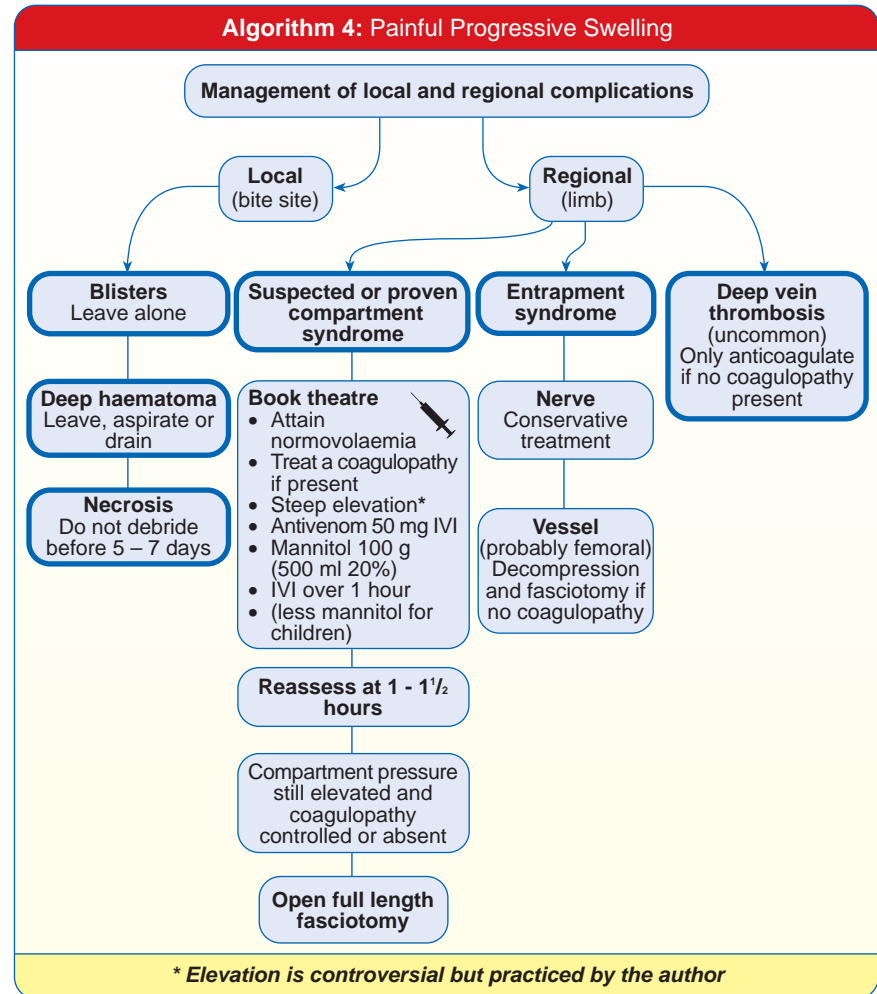 Algorithm 4: Painful Progressive Swelling
Management of local and regional complications
Local
(bite site)
Regional
(limb)
Blisters
Leave alone
Deep haematoma
Leave, aspirate or
drain
Necrosis
Do not debride
before 5 – 7 days
Suspected or proven
compartment
syndrome
Book theatre
• Attain
normovolaemia
• Treat a coagulopathy
if present
• Steep elevation*
• Antivenom 50 mg IVI
• Mannitol 100 g
(500 ml 20%)
• IVI over 1 hour
• (less mannitol for
children)
Reassess at 1 - 1 1/2
hours
Compartment pressure
still elevated and
coagulopathy
controlled or absent
Open full length
fasciotomy
Entrapment
syndrome
Nerve
Conservative
treatment
Vessel
(probably femoral)
Decompression
and fasciotomy if
no coagulopathy
Deep vein
thrombosis
(uncommon)
Only anticoagulate
if no coagulopathy
present
* Elevation is controversial but practiced by the author